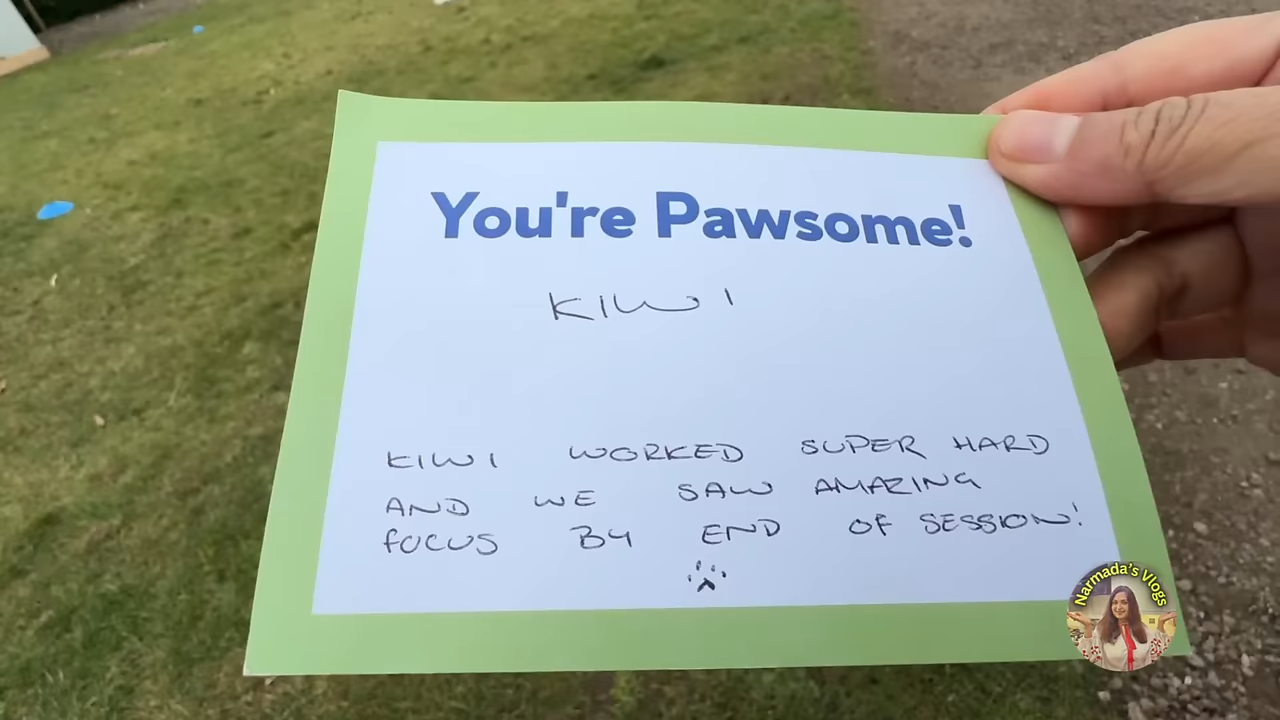 You're Pawsome!
KIWI
KIWI WORKED SUPER HARD
AND WE SAW AMAZING
FOCUS BY END OF SESSION!
Narmada's Vlogs